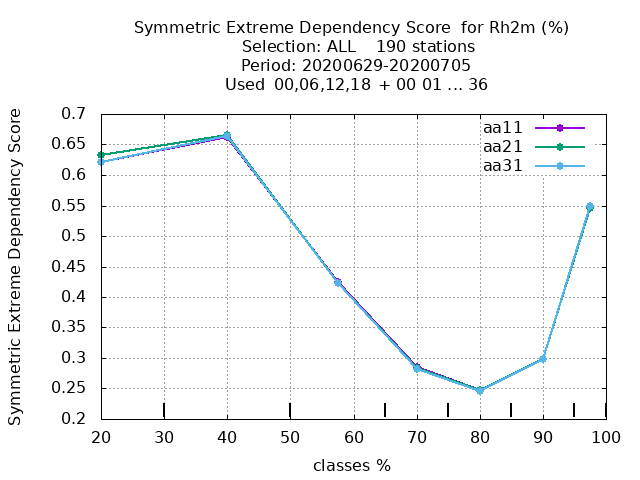 Symmetric Extreme Dependency Score  for Rh2m (%)
Selection: ALL    190 stations
Period: 20200629-20200705
Used  00,06,12,18  + 00 01 ... 36
Symmetric Extreme Dependency Score
0.7
0.65
0.6
0.55
0.5
0.45
0.4
0.35
0.3
0.25
0.2
aa11
aa21
aa31
20 30 40 50 60 70 80 90 100
classes %